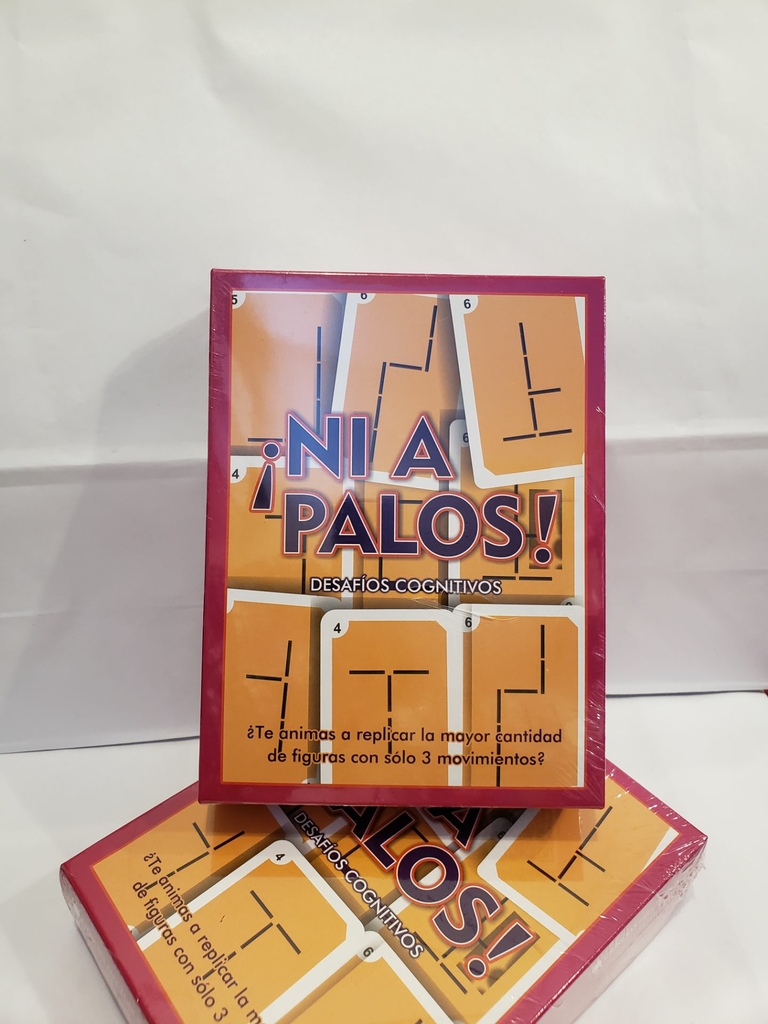 5
6
6
6
¡NI A
4
PALOS!
DESAFÍOS COGNITIVOS
4
6
¿Te animas a replicar la mayor cantidad
de figuras con sólo 3 movimientos?
ALOS!
DESAFÍOS COGNITIVOS
4
6
¿Te animas a replicar la m
de figuras con sólo 3